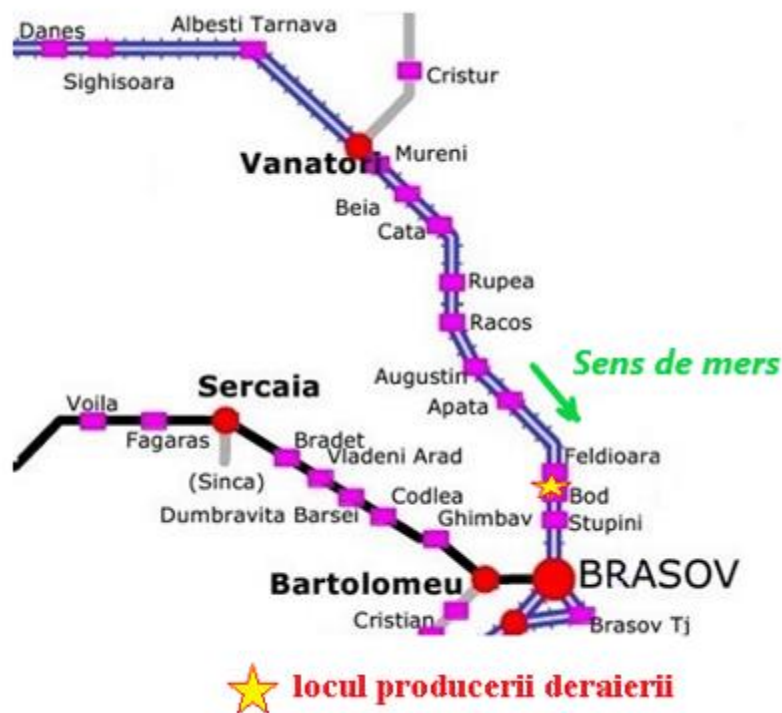 Danes
Albesti Tarnava
Sighisoara
Cristur
Vanatori
Mureni
Beia
Cata
Rupea
Racos
Sens de mers
Augustin
Apata
Sercaia
Voila
Fagaras
Bradet
Feldioara
Vladeni Arad
(Sinca)
Codlea
Bod
Dumbravita Barsei
Ghimbav
Stupini
Bartolomeu
BRASOV
Cristian
Brasov Tj
locul producerii deraierii